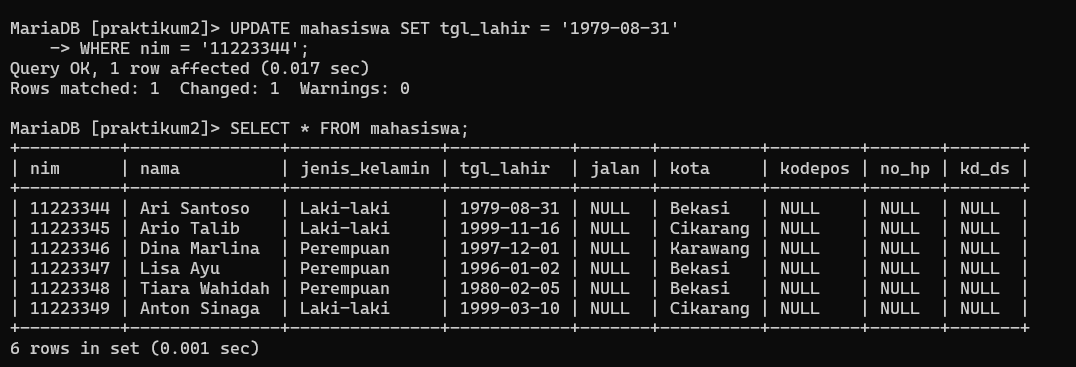 MariaDB [praktikum2]> UPDATE mahasiswa SET tgl_lahir = '1979-08-31'
    -> WHERE nim = '11223344';
Query OK, 1 row affected (0.017 sec)
Rows matched: 1  Changed: 1  Warnings: 0

MariaDB [praktikum2]> SELECT * FROM mahasiswa;
+----------+---------------+---------------+------------+-------+----------+---------+-------+-------+
| nim      | nama          | jenis_kelamin | tgl_lahir  | jalan | kota     | kodepos | no_hp | kd_ds |
+----------+---------------+---------------+------------+-------+----------+---------+-------+-------+
| 11223344 | Ari Santoso   | Laki-laki     | 1979-08-31 | NULL  | Bekasi   | NULL    | NULL  | NULL  |
| 11223345 | Ario Talib    | Laki-laki     | 1999-11-16 | NULL  | Cikarang | NULL    | NULL  | NULL  |
| 11223346 | Dina Marlina  | Perempuan     | 1997-12-01 | NULL  | Karawang | NULL    | NULL  | NULL  |
| 11223347 | Lisa Ayu      | Perempuan     | 1996-01-02 | NULL  | Bekasi   | NULL    | NULL  | NULL  |
| 11223348 | Tiara Wahidah | Perempuan     | 1980-02-05 | NULL  | Bekasi   | NULL    | NULL  | NULL  |
| 11223349 | Anton Sinaga  | Laki-laki     | 1999-03-10 | NULL  | Cikarang | NULL    | NULL  | NULL  |
+----------+---------------+---------------+------------+-------+----------+---------+-------+-------+
6 rows in set (0.001 sec)